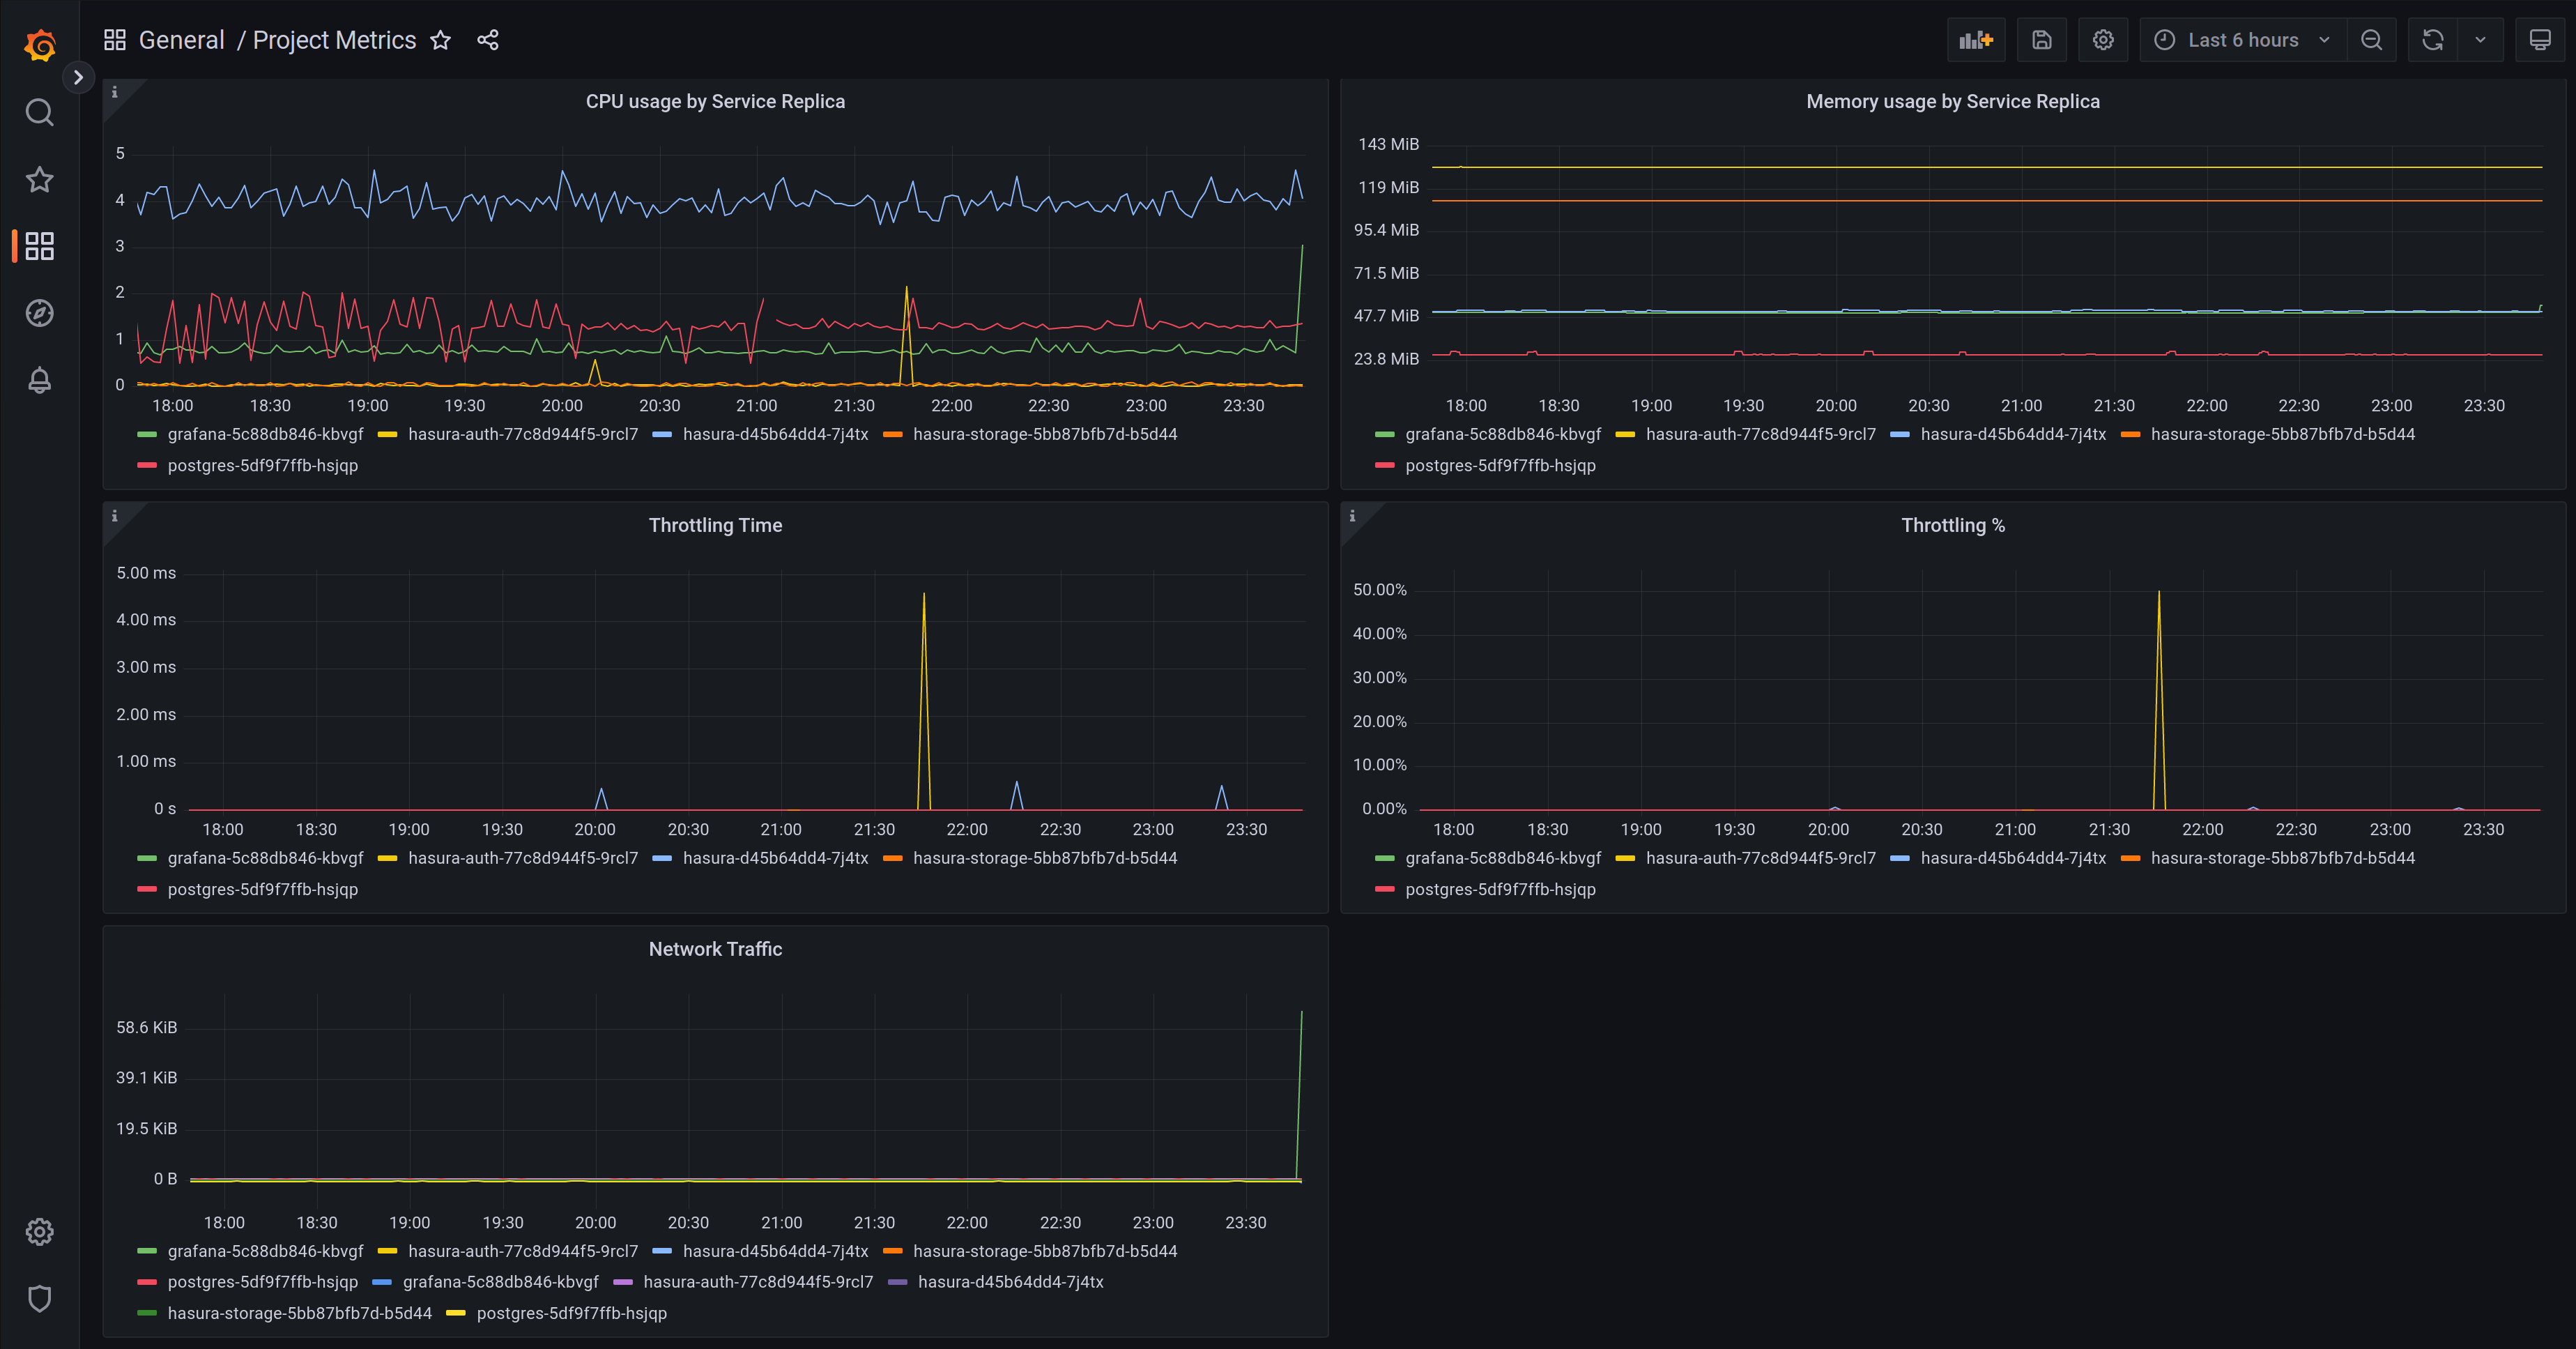 General / Project Metrics
Last 6 hours
CPU usage by Service Replica
5
4
3
2
1
0
18:00 18:30 19:00 19:30 20:00 20:30 21:00 21:30 22:00 22:30 23:00 23:30
grafana-5c88db846-kbvgf hasura-auth-77c8d944f5-9rcl7 hasura-d45b64dd4-7j4tx hasura-storage-5bb87bfb7d-b5d44
postgres-5df9f7ffb-hsjqp
Memory usage by Service Replica
143 MiB
119 MiB
95.4 MiB
71.5 MiB
47.7 MiB
23.8 MiB
18:00 18:30 19:00 19:30 20:00 20:30 21:00 21:30 22:00 22:30 23:00 23:30
grafana-5c88db846-kbvgf hasura-auth-77c8d944f5-9rcl7 hasura-d45b64dd4-7j4tx hasura-storage-5bb87bfb7d-b5d44
postgres-5df9f7ffb-hsjqp
Throttling Time
5.00 ms
4.00 ms
3.00 ms
2.00 ms
1.00 ms
0 s
18:00 18:30 19:00 19:30 20:00 20:30 21:00 21:30 22:00 22:30 23:00 23:30
grafana-5c88db846-kbvgf hasura-auth-77c8d944f5-9rcl7 hasura-d45b64dd4-7j4tx hasura-storage-5bb87bfb7d-b5d44
postgres-5df9f7ffb-hsjqp
Throttling %
50.00%
40.00%
30.00%
20.00%
10.00%
0.00%
18:00 18:30 19:00 19:30 20:00 20:30 21:00 21:30 22:00 22:30 23:00 23:30
grafana-5c88db846-kbvgf hasura-auth-77c8d944f5-9rcl7 hasura-d45b64dd4-7j4tx hasura-storage-5bb87bfb7d-b5d44
postgres-5df9f7ffb-hsjqp
Network Traffic
58.6 KiB
39.1 KiB
19.5 KiB
0 B
18:00 18:30 19:00 19:30 20:00 20:30 21:00 21:30 22:00 22:30 23:00 23:30
grafana-5c88db846-kbvgf hasura-auth-77c8d944f5-9rcl7 hasura-d45b64dd4-7j4tx hasura-storage-5bb87bfb7d-b5d44
postgres-5df9f7ffb-hsjqp grafana-5c88db846-kbvgf hasura-auth-77c8d944f5-9rcl7 hasura-d45b64dd4-7j4tx
hasura-storage-5bb87bfb7d-b5d44 postgres-5df9f7ffb-hsjqp